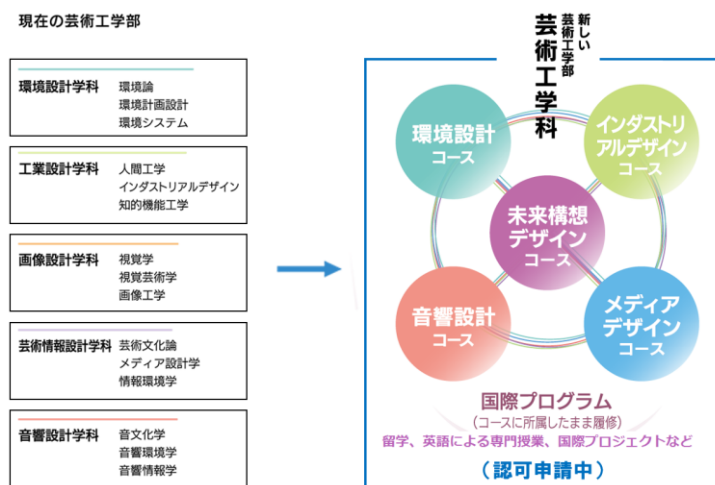 現在の芸術工学部
環境設計学科
環境論
環境計画設計
環境システム
工業設計学科
人間工学
インダストリアルデザイン
知的機能工学
画像設計学科
視覚学
視覚芸術学
画像工学
芸術情報設計学科
芸術文化論
メディア設計学
情報環境学
音響設計学科
音文化学
音響環境学
音響情報学
新しい
芸術工学部
芸術工学科
環境設計
コース
インダストリ
アルデザイン
コース
未来構想
デザイン
コース
音響設計
コース
メディア
デザイン
コース
国際プログラム
(コースに所属したまま履修)
留学、英語による専門授業、国際プロジェクトなど
(認可申請中)